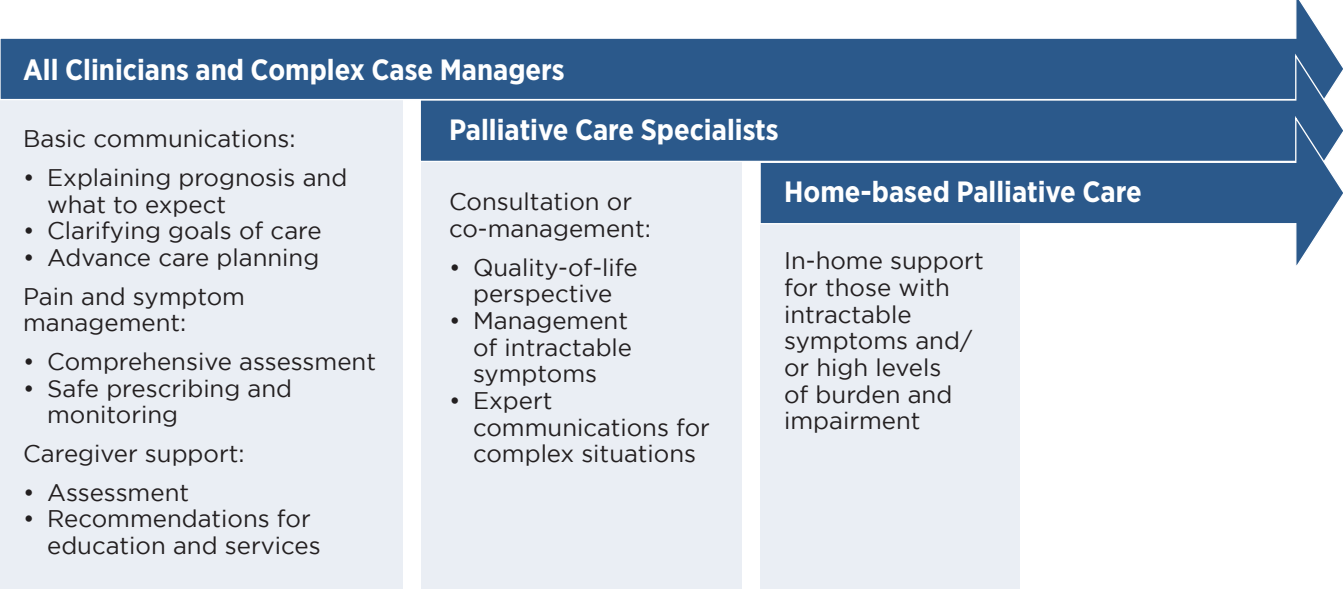 All Clinicians and Complex Case Managers
Basic communications:
• Explaining prognosis and
what to expect
• Clarifying goals of care
• Advance care planning
Pain and symptom
management:
• Comprehensive assessment
• Safe prescribing and
monitoring
Caregiver support:
• Assessment
• Recommendations for
education and services
Palliative Care Specialists
Consultation or
co-management:
• Quality-of-life
perspective
• Management
of intractable
symptoms
• Expert
communications for
complex situations
Home-based Palliative Care
In-home support
for those with
intractable
symptoms and/
or high levels
of burden and
impairment